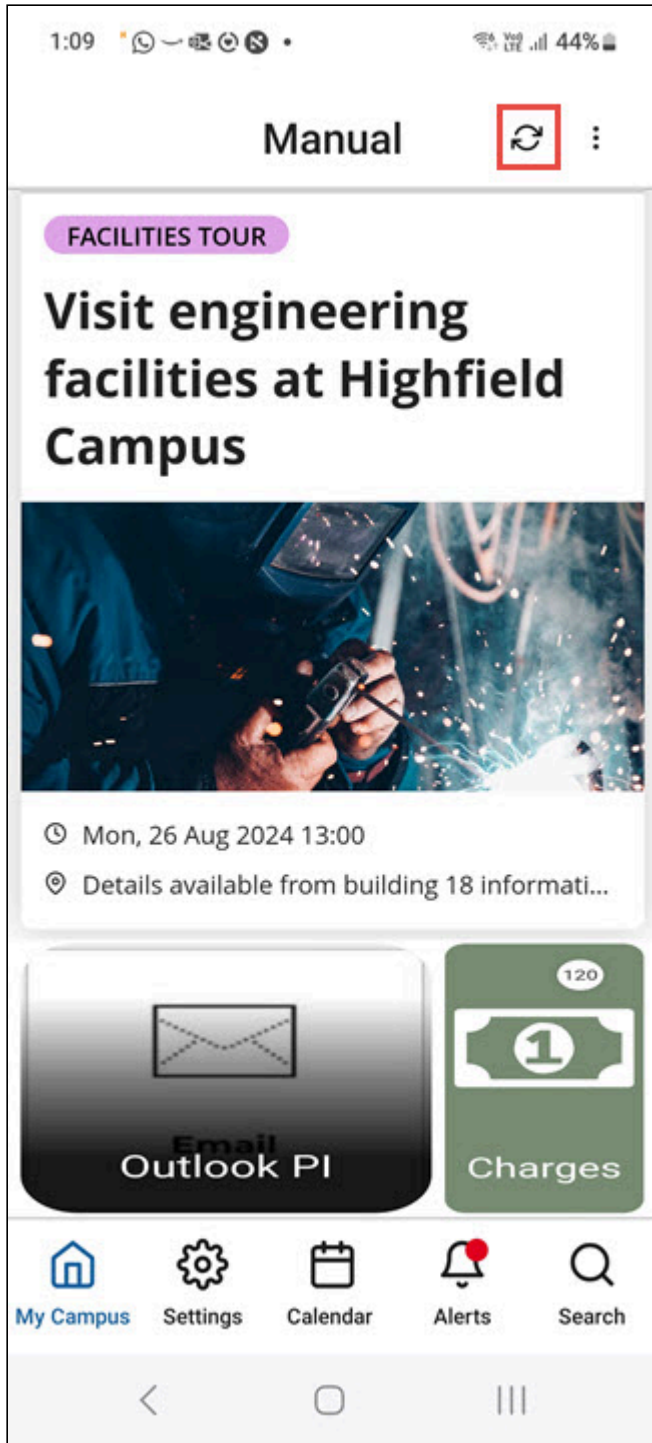 1:09 44%
Manual
FACILITIES TOUR
Visit engineering
facilities at Highfield
Campus
Mon, 26 Aug 2024 13:00
Details available from building 18 informati...
120
1
Email
Outlook PI
Charges
My Campus Settings Calendar Alerts Search